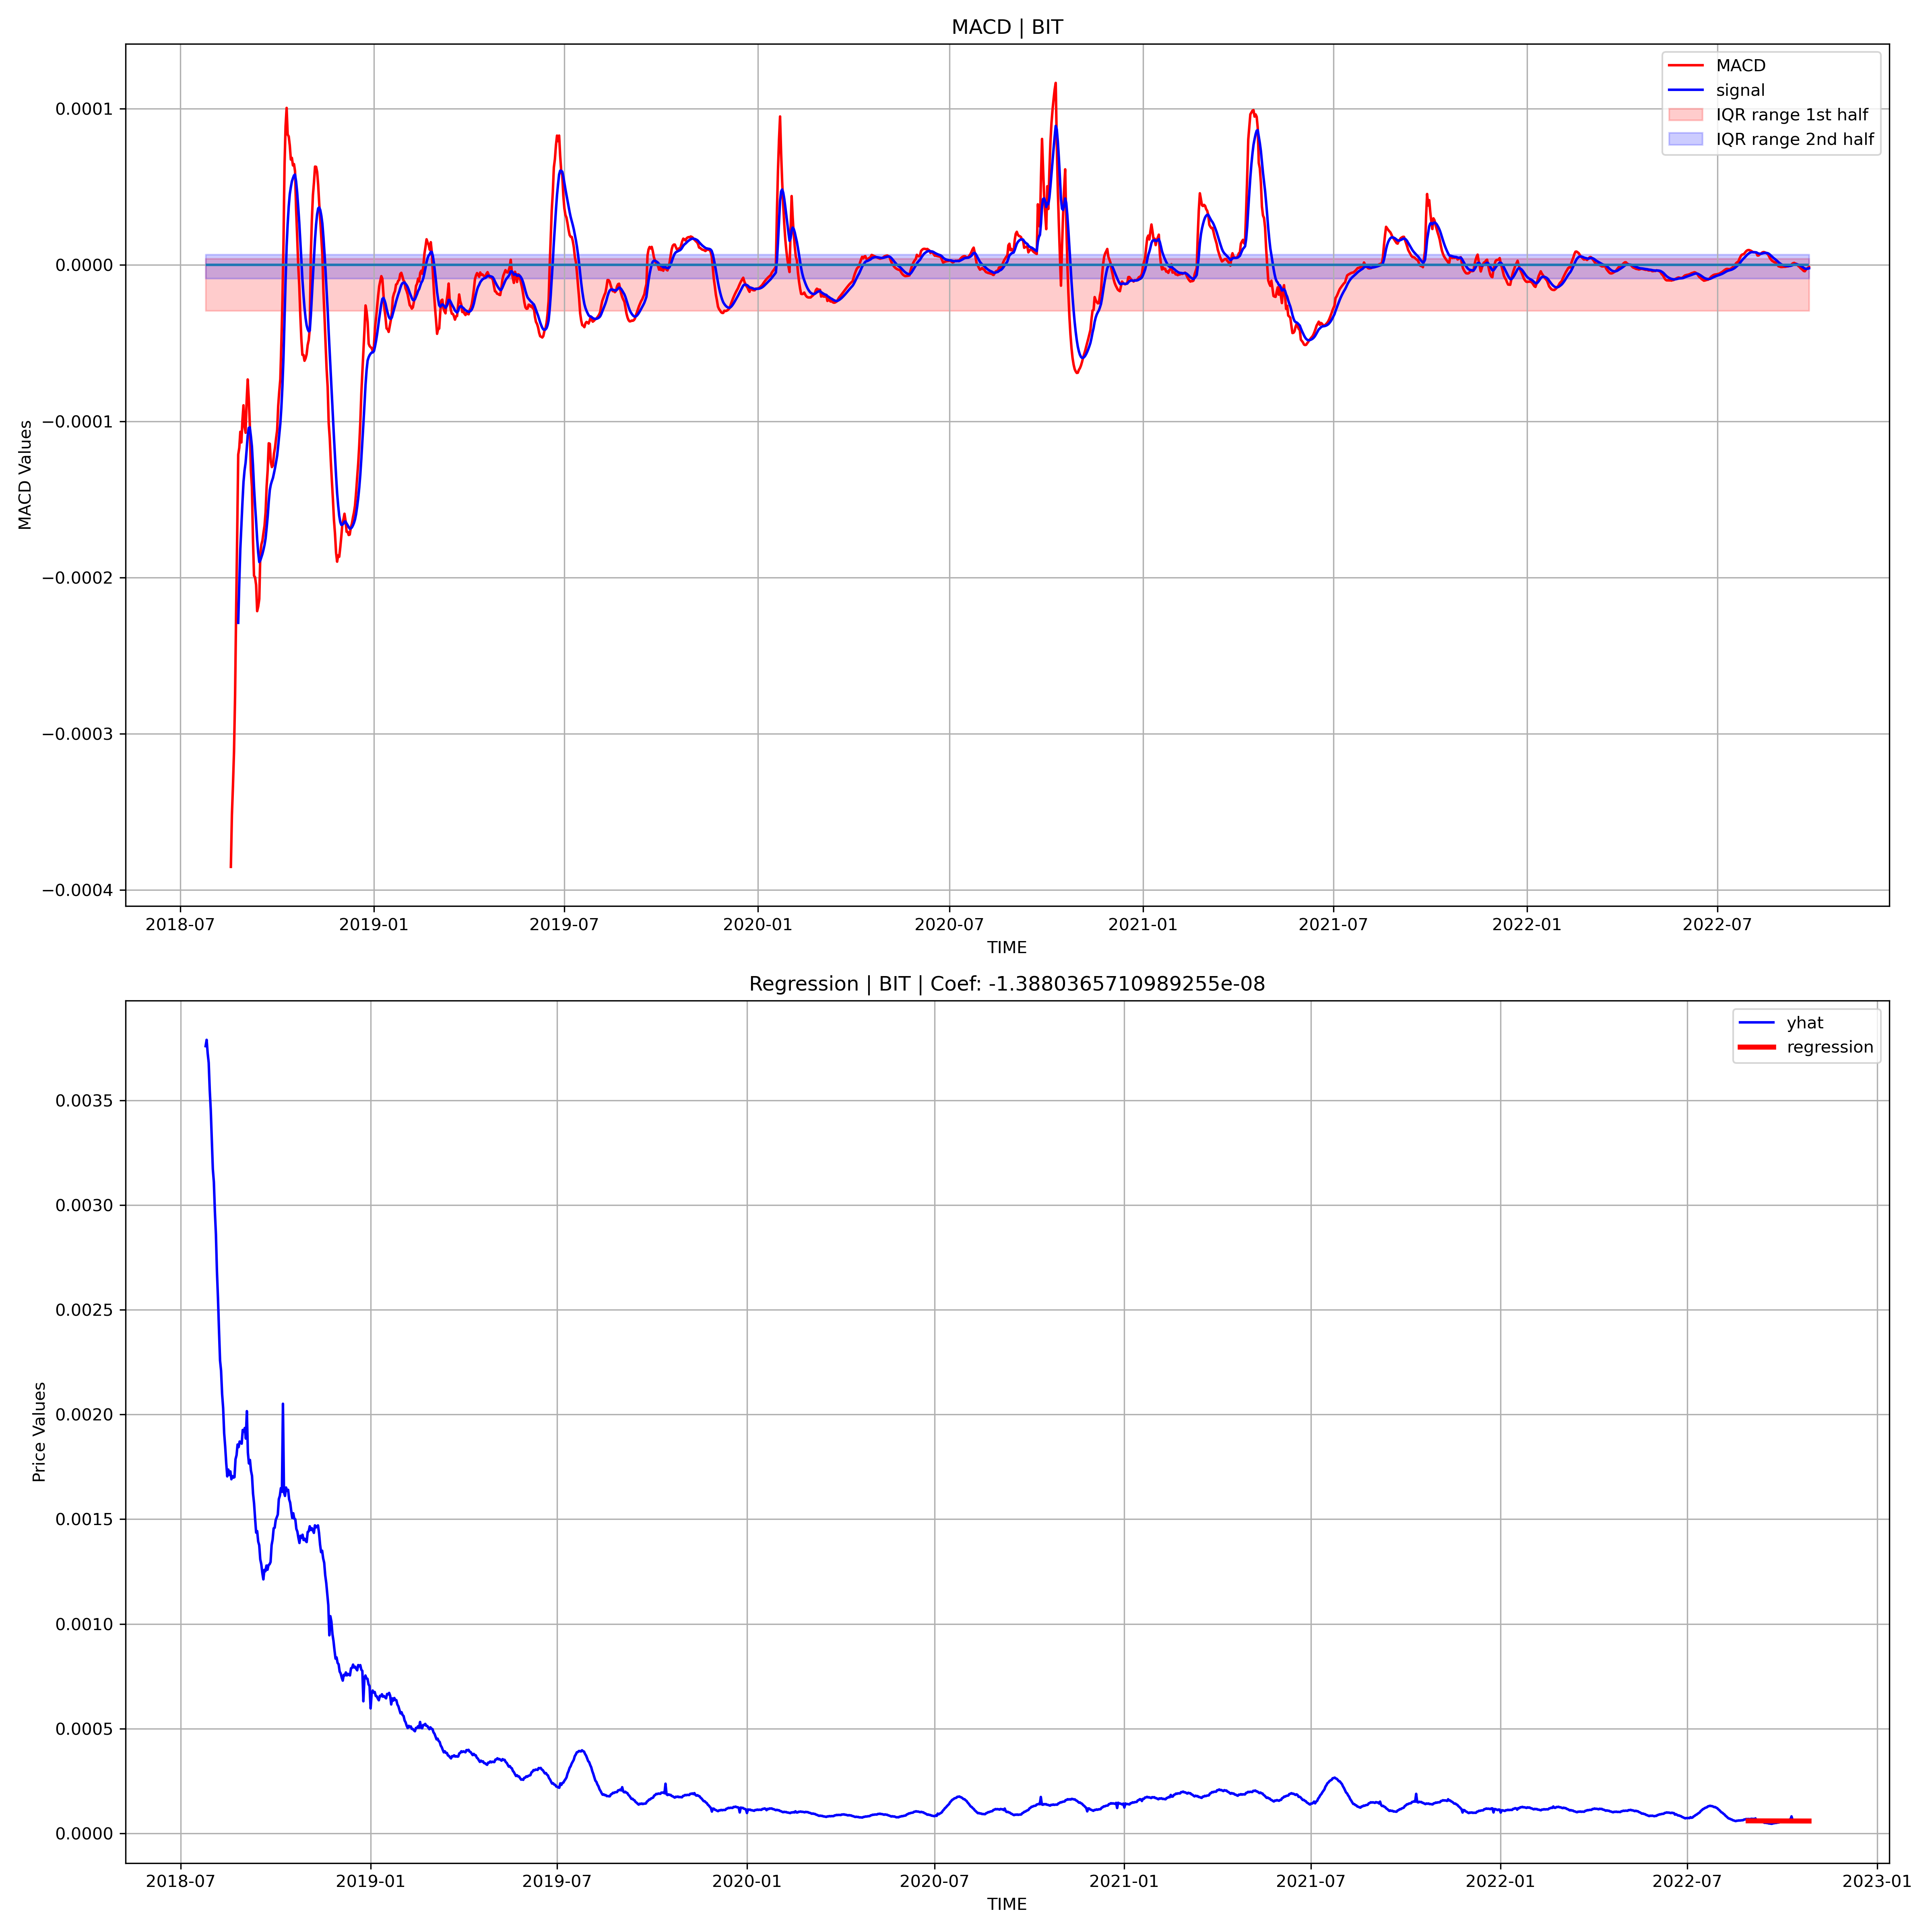 MACD | BIT
MACD
signal
IQR range 1st half
IQR range 2nd half
0.0001
0.0000
−0.0001
−0.0002
−0.0003
−0.0004
MACD Values
2018-07 2019-01 2019-07 2020-01 2020-07 2021-01 2021-07 2022-01 2022-07
TIME
Regression | BIT | Coef: -1.3880365710989255e-08
yhat
regression
0.0035
0.0030
0.0025
0.0020
0.0015
0.0010
0.0005
0.0000
Price Values
2018-07 2019-01 2019-07 2020-01 2020-07 2021-01 2021-07 2022-01 2022-07 2023-01
TIME